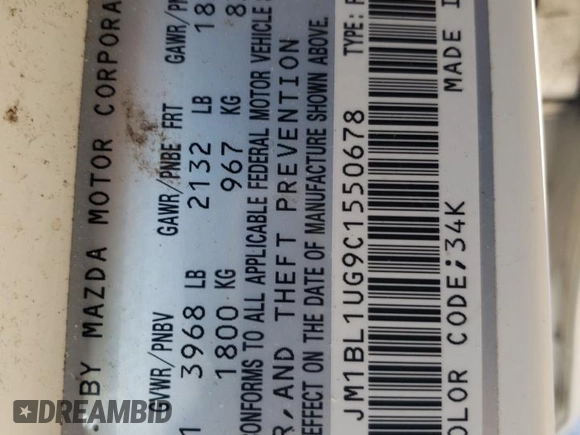 BY MAZDA MOTOR CORPORA
GVWR/PNBV GAWR/PNBE FRT GAWR/PN
3968 LB 2132 LB 18
1800 KG 967 KG 8
CONFORMS TO ALL APPLICABLE FEDERAL MOTOR VEHICLE
R, AND THEFT PREVENTION
EFFECT ON THE DATE OF MANUFACTURE SHOWN ABOVE.
JM1BL1UG9C1550678 TYPE:
OLOR CODE;34K MADE I
DREAMBID